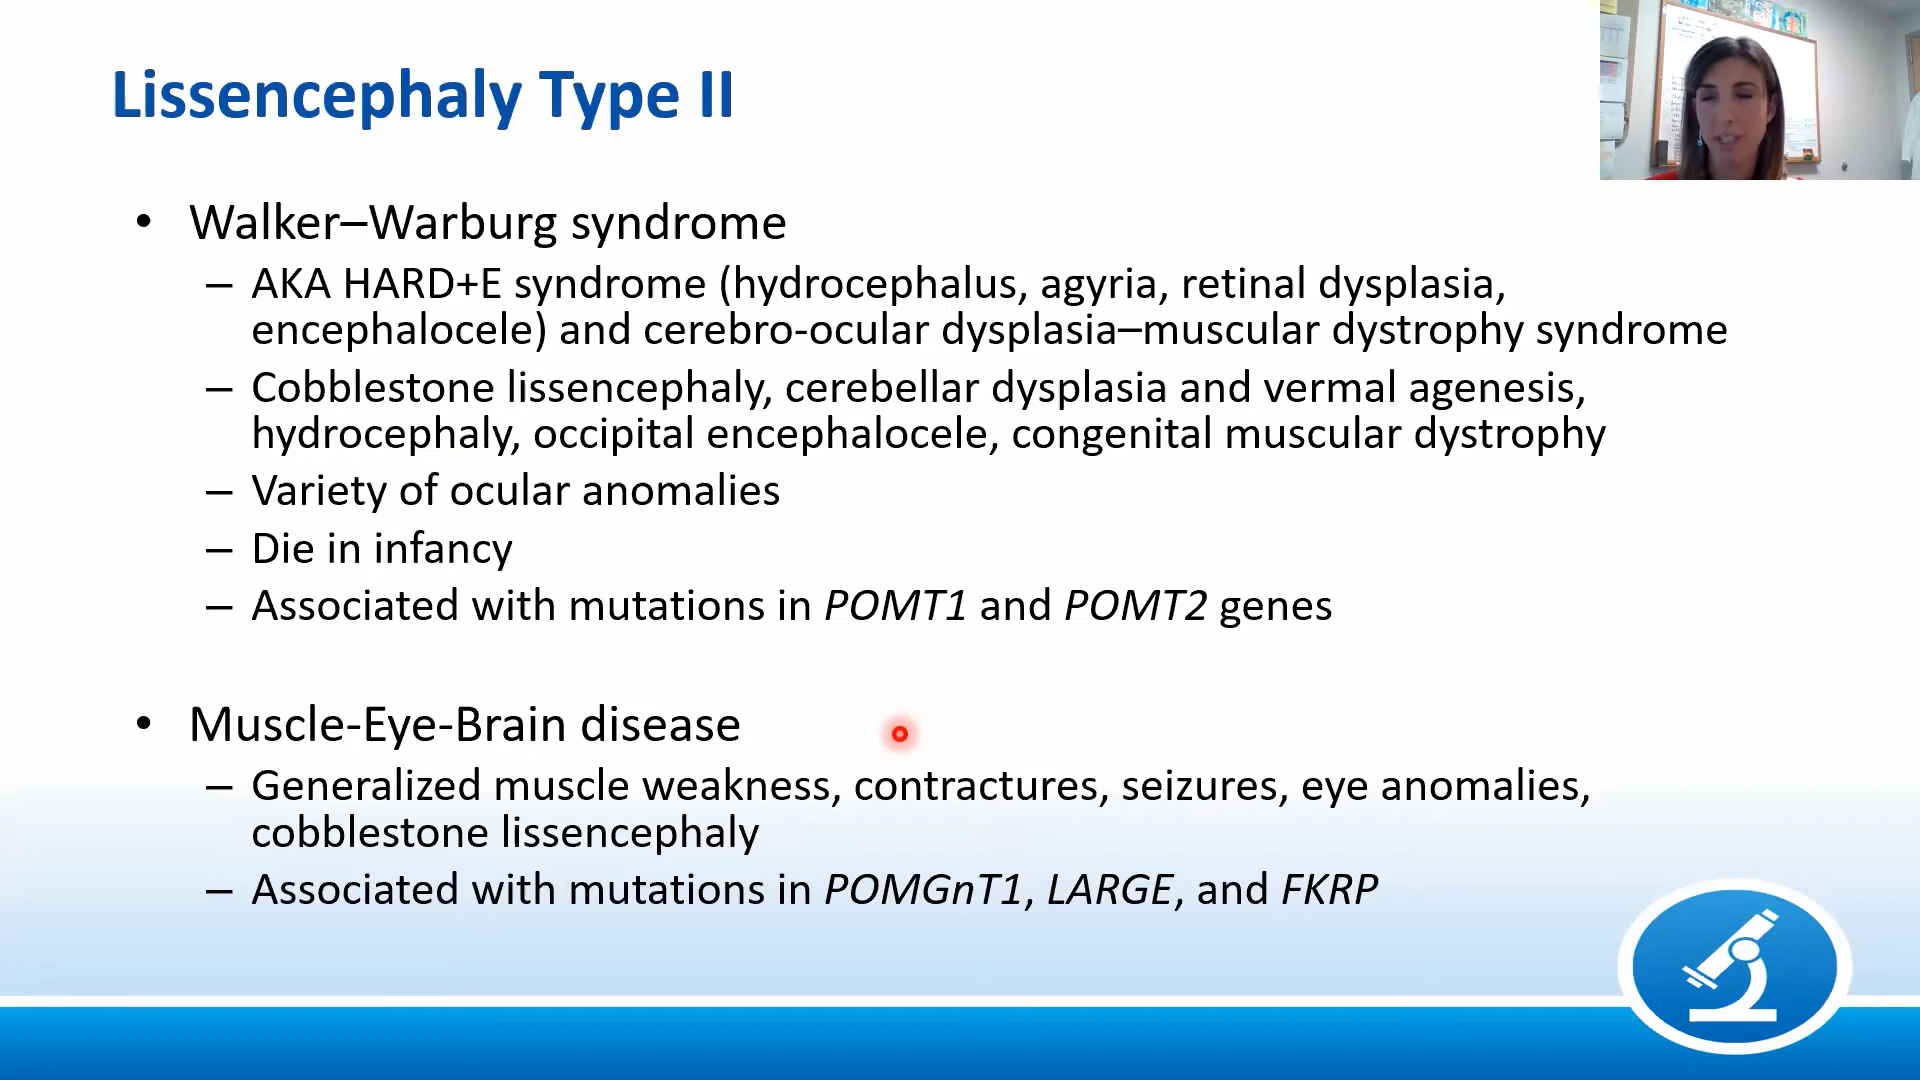 Lissencephaly Type II
• Walker–Warburg syndrome
– AKA HARD+E syndrome (hydrocephalus, agyria, retinal dysplasia,
encephalocele) and cerebro-ocular dysplasia–muscular dystrophy syndrome
– Cobblestone lissencephaly, cerebellar dysplasia and vermal agenesis,
hydrocephaly, occipital encephalocele, congenital muscular dystrophy
– Variety of ocular anomalies
– Die in infancy
– Associated with mutations in POMT1 and POMT2 genes
• Muscle-Eye-Brain disease
– Generalized muscle weakness, contractures, seizures, eye anomalies,
cobblestone lissencephaly
– Associated with mutations in POMGnT1, LARGE, and FKRP